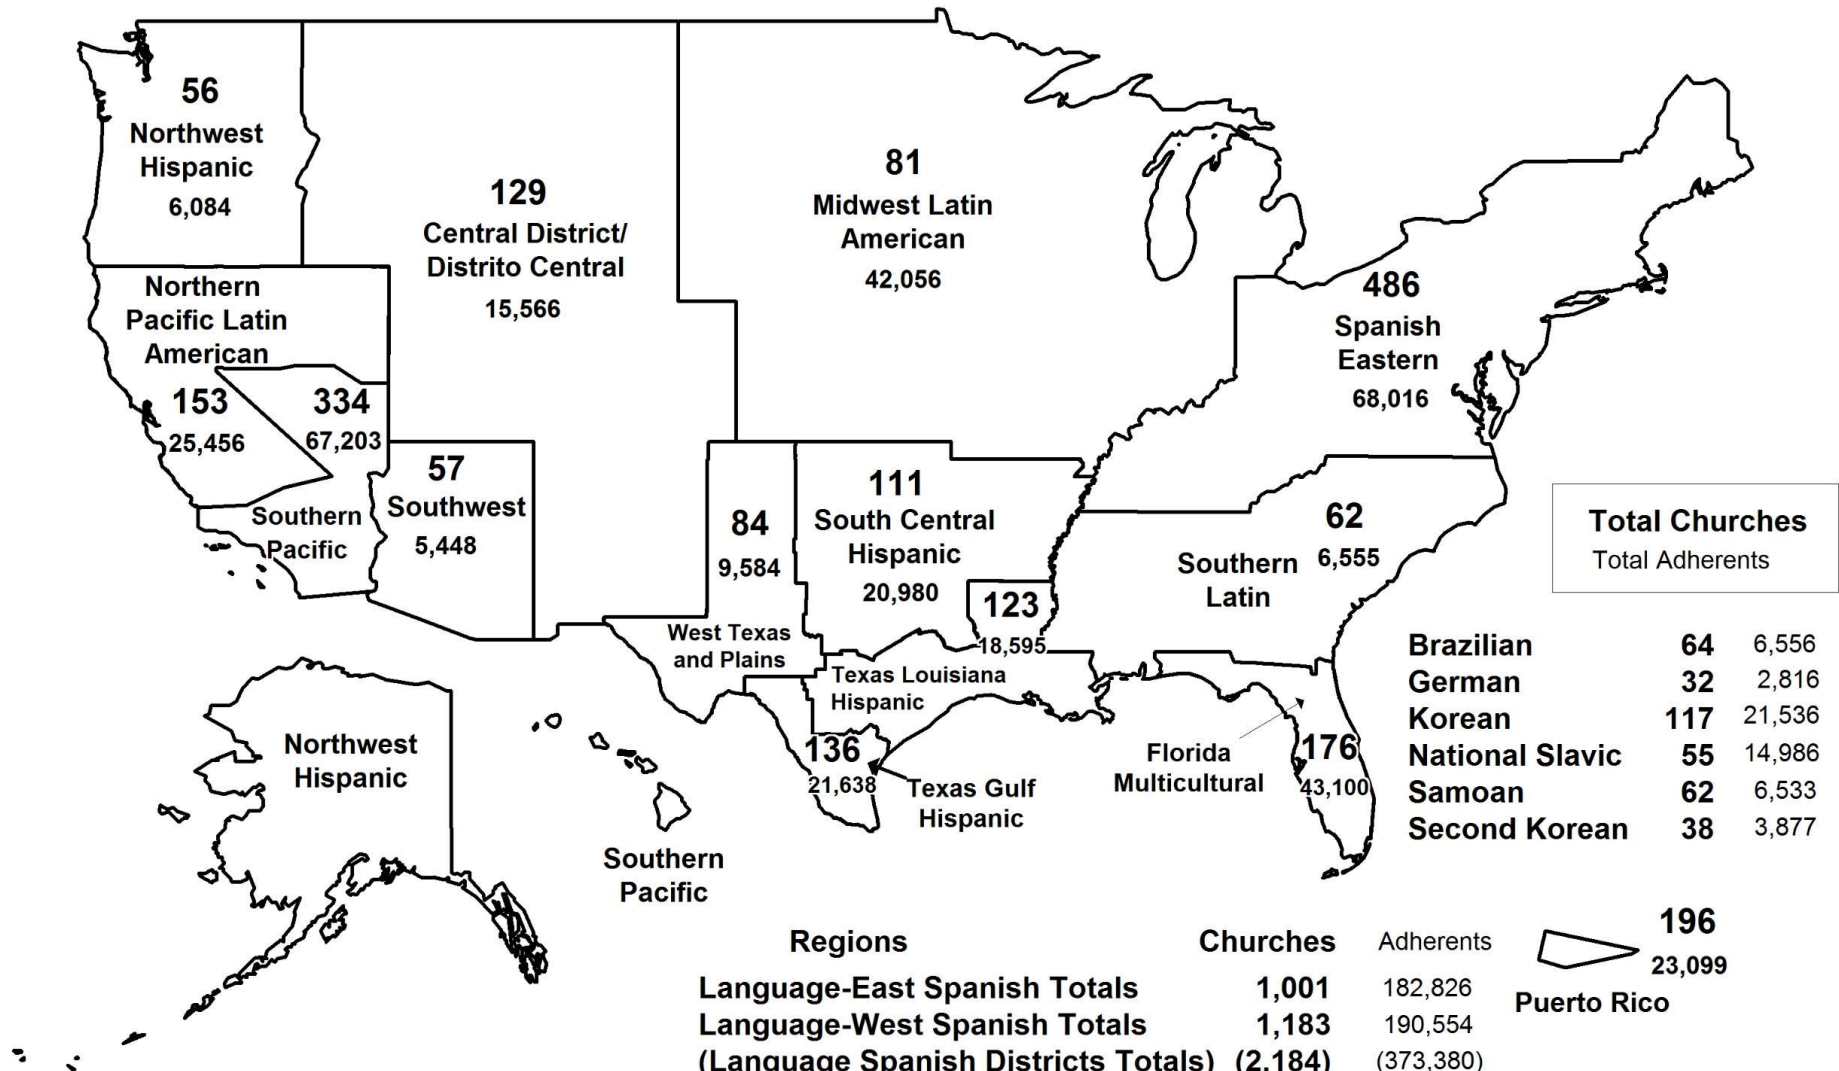 56
Northwest
Hispanic
6,084
129
Central District/
Distrito Central
15,566
81
Midwest Latin
American
42,056
486
Spanish
Eastern
68,016
Northern
Pacific Latin
American
153
25,456
334
67,203
Southern
Pacific
57
Southwest
5,448
84
9,584
West Texas
and Plains
111
South Central
Hispanic
20,980
123
18,595
Texas Louisiana
Hispanic
62
6,555
Southern
Latin
Total Churches
Total Adherents
136
21,638
Texas Gulf
Hispanic
Florida
Multicultural
176
43,100
Brazilian 64 6,556
German 32 2,816
Korean 117 21,536
National Slavic 55 14,986
Samoan 62 6,533
Second Korean 38 3,877
Northwest
Hispanic
Southern
Pacific
196
23,099
Puerto Rico
Regions Churches Adherents
Language-East Spanish Totals 1,001 182,826
Language-West Spanish Totals 1,183 190,554
(Language Spanish Districts Totals) (2,184) (373,380)